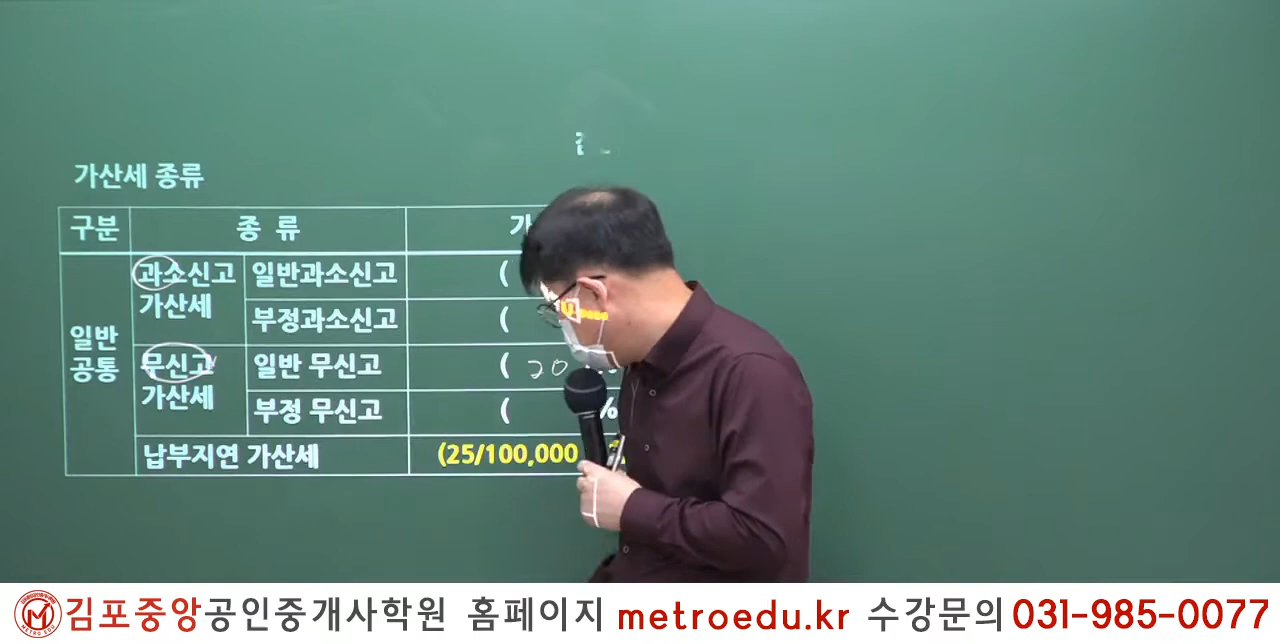 가산세 종류
구분 종 류 가
일반공통 과소신고 가산세 일반과소신고 (
부정과소신고 (
무신고 가산세 일반 무신고 ( 20 %
부정 무신고 ( %
납부지연 가산세 (25/100,000
METRO EDU
김포중앙공인중개사학원 홈페이지 metroedu.kr 수강문의 031-985-0077